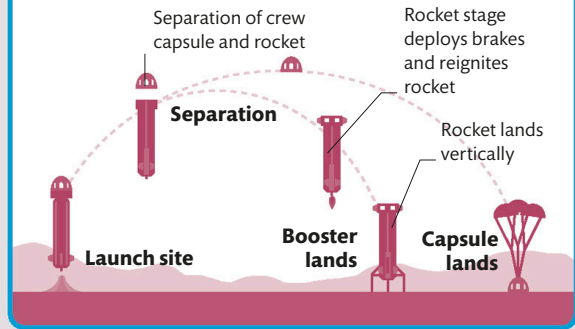 Separation of crew
capsule and rocket
Rocket stage
deploys brakes
and reignites
rocket
Separation
Rocket lands
vertically
Launch site
Booster
lands
Capsule
lands